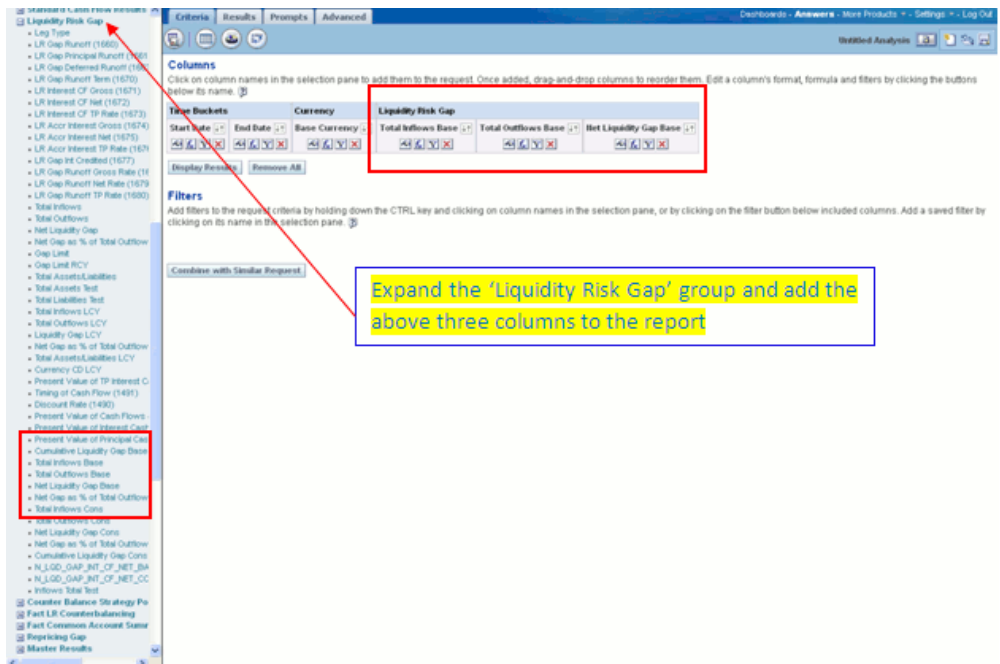 Standard Cash Flow Results
Liquidity Risk Gap
Leg Type
LR Gap Runoff (1660)
LR Gap Principal Runoff (1661
LR Gap Deferred Runoff (166
LR Gap Runoff Term (1670)
LR Interest CF Gross (1671)
LR Interest CF Net (1672)
LR Interest CF TP Rate (1673)
LR Accr Interest Gross (1674)
LR Accr Interest Net (1675)
LR Accr Interest TP Rate (167
LR Gap Int Credited (1677)
LR Gap Runoff Gross Rate (16
LR Gap Runoff Net Rate (1679
LR Gap Runoff TP Rate (1680)
Total Inflows
Total Outflows
Net Liquidity Gap
Net Gap as % of Total Outflow
Gap Limit
Gap Limit RCY
Total Assets/Liabilities
Total Assets Test
Total Liabilities Test
Total Inflows LCY
Total Outflows LCY
Liquidity Gap LCY
Net Gap as % of Total Outflow
Total Assets/Liabilities LCY
Currency CD LCY
Present Value of TP Interest C
Timing of Cash Flow (1491)
Discount Rate (1490)
Present Value of Cash Flows
Present Value of Interest Cash
Present Value of Principal Cas
Cumulative Liquidity Gap Base
Total Inflows Base
Total Outflows Base
Net Liquidity Gap Base
Net Gap as % of Total Outflow
Total Inflows Cons
Total Outflows Cons
Net Liquidity Gap Cons
Net Gap as % of Total Outflow
Cumulative Liquidity Gap Cons
N_LQD_GAP_INT_CF_NET_BA
N_LQD_GAP_INT_CF_NET_CC
Inflows Total Test
Counter Balance Strategy Po
Fact LR Counterbalancing
Fact Common Account Summ
Repricing Gap
Master Results
Criteria Results Prompts Advanced
Dashboards - Answers - More Products - Settings - Log Out
Untitled Analysis
Columns
Click on column names in the selection pane to add them to the request. Once added, drag-and-drop columns to reorder them. Edit a column's format, formula and filters by clicking the buttons
below its name.
Time Buckets Currency Liquidity Risk Gap
Start Date End Date Base Currency Total Inflows Base Total Outflows Base Net Liquidity Gap Base
Display Results Remove All
Filters
Add filters to the request criteria by holding down the CTRL key and clicking on column names in the selection pane, or by clicking on the filter button below included columns. Add a saved filter by
clicking on its name in the selection pane.
Combine with Similar Request
Expand the ‘Liquidity Risk Gap’ group and add the
above three columns to the report